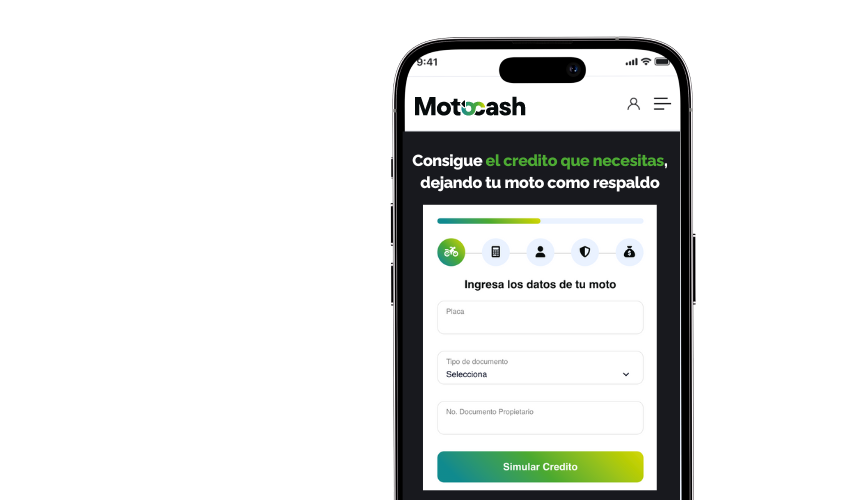 9:41
Motocash
Consigue el credito que necesitas,
dejando tu moto como respaldo
Ingresa los datos de tu moto
Placa
Tipo de documento
Selecciona
No. Documento Propietario
Simular Credito